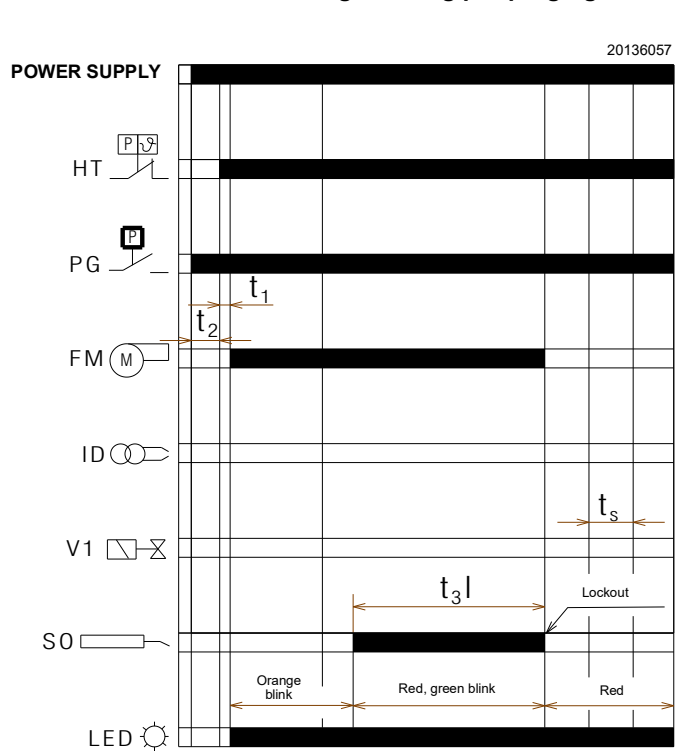 20136057
POWER SUPPLY
P ϑ
HT
P
PG
t1
t2
FM M
ID
ts
V1
t3l
Lockout
SO
Orange
blink
Red, green blink
Red
LED